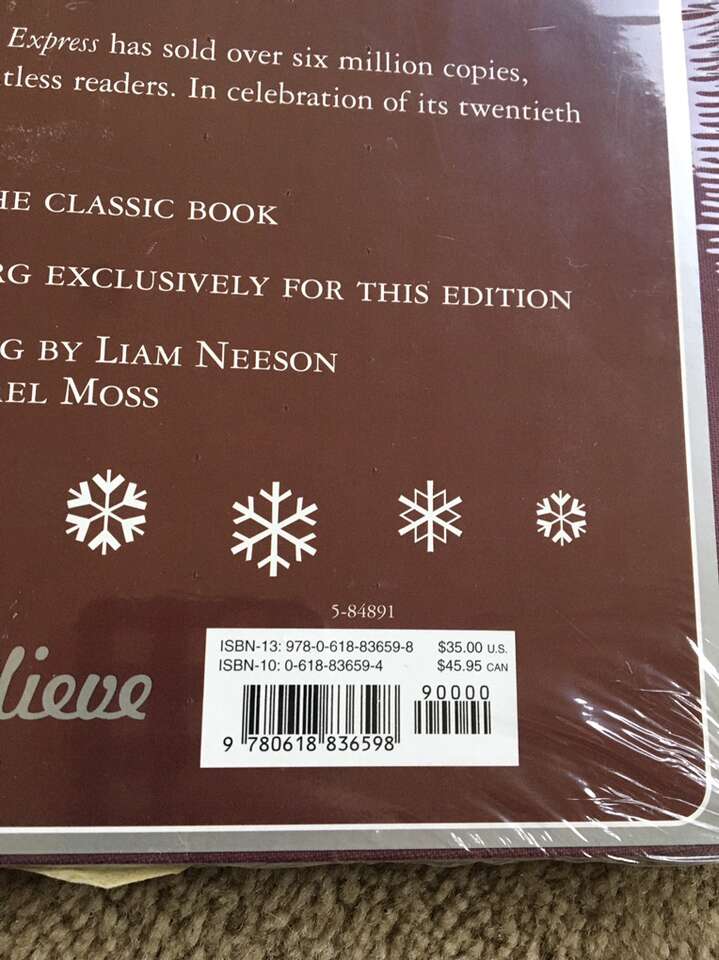 Express has sold over six million copies,
tless readers. In celebration of its twentieth
HE CLASSIC BOOK
RG EXCLUSIVELY FOR THIS EDITION
G BY LIAM NEESON
EL MOSS
5-84891
lieve
ISBN-13: 978-0-618-83659-8 $35.00 U.S.
ISBN-10: 0-618-83659-4 $45.95 CAN
90000
9 780618 836598